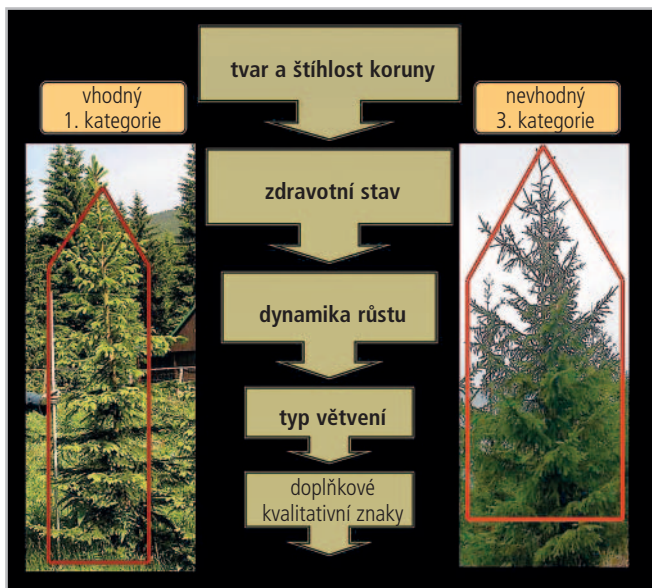 tvar a štíhlost koruny
vhodný
1. kategorie
nevhodný
3. kategorie
zdravotní stav
dynamika růstu
typ větvení
doplňkové
kvalitativní znaky